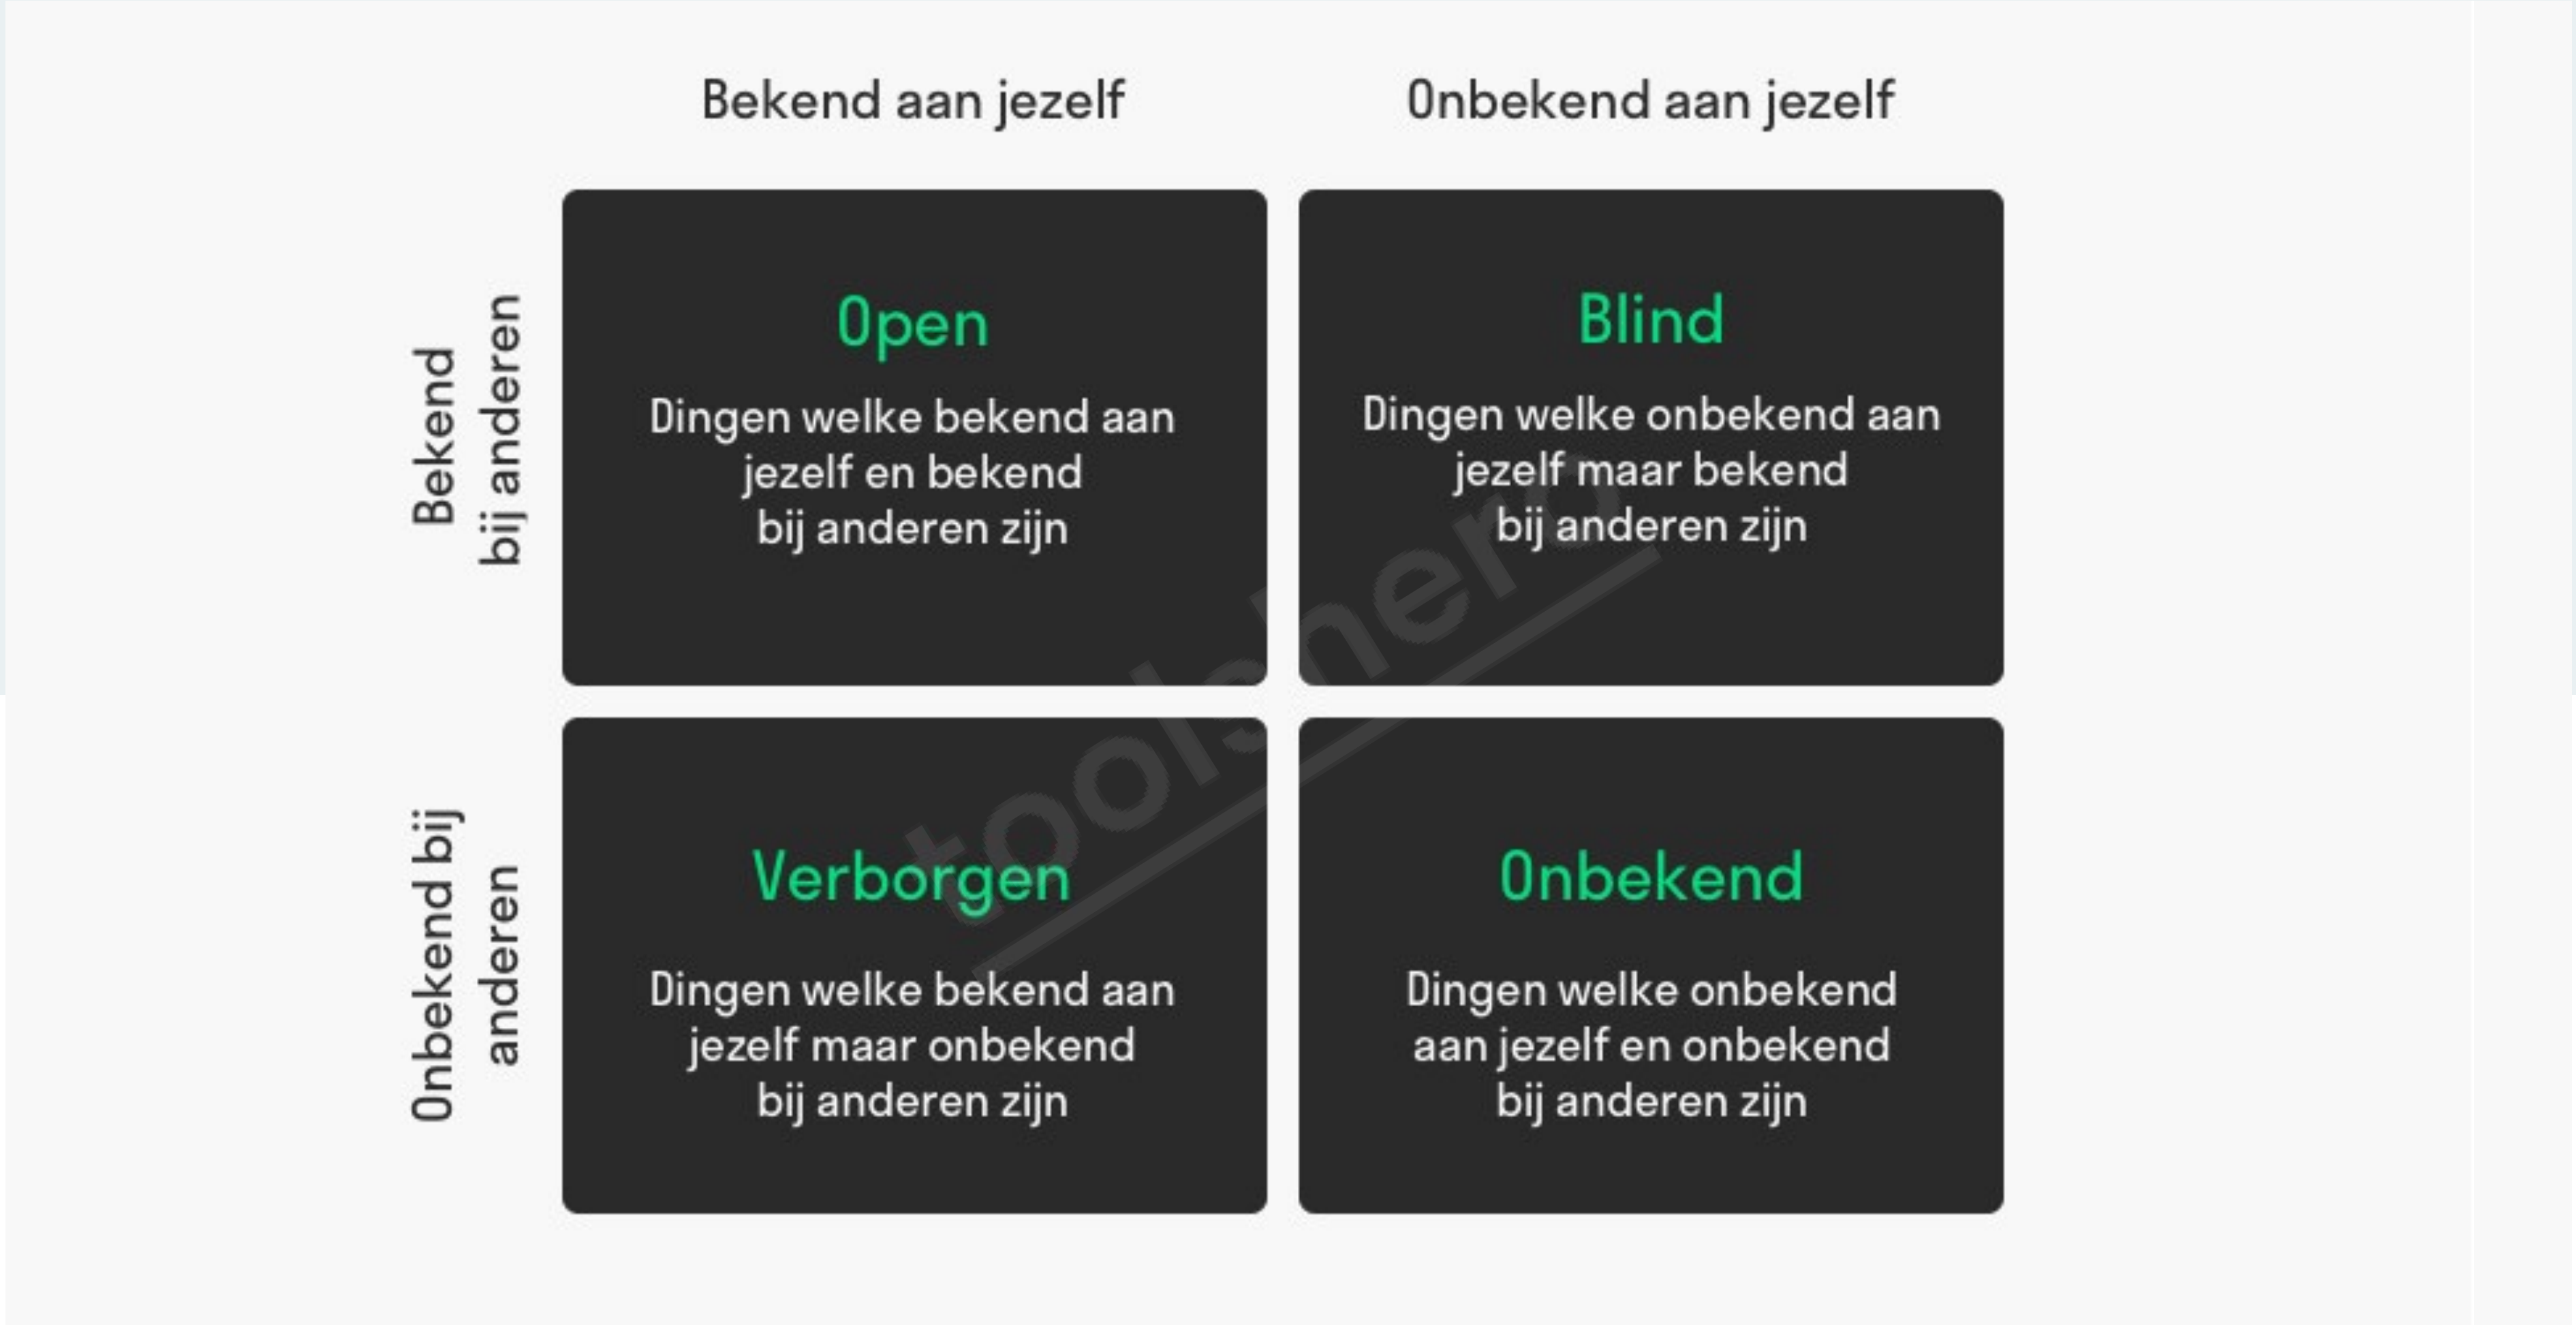 Bekend aan jezelf
Onbekend aan jezelf
Bekend
bij anderen
Open
Dingen welke bekend aan
jezelf en bekend
bij anderen zijn
Blind
Dingen welke onbekend aan
jezelf maar bekend
bij anderen zijn
Onbekend bij
anderen
Verborgen
Dingen welke bekend aan
jezelf maar onbekend
bij anderen zijn
Onbekend
Dingen welke onbekend
aan jezelf en onbekend
bij anderen zijn
toolshero